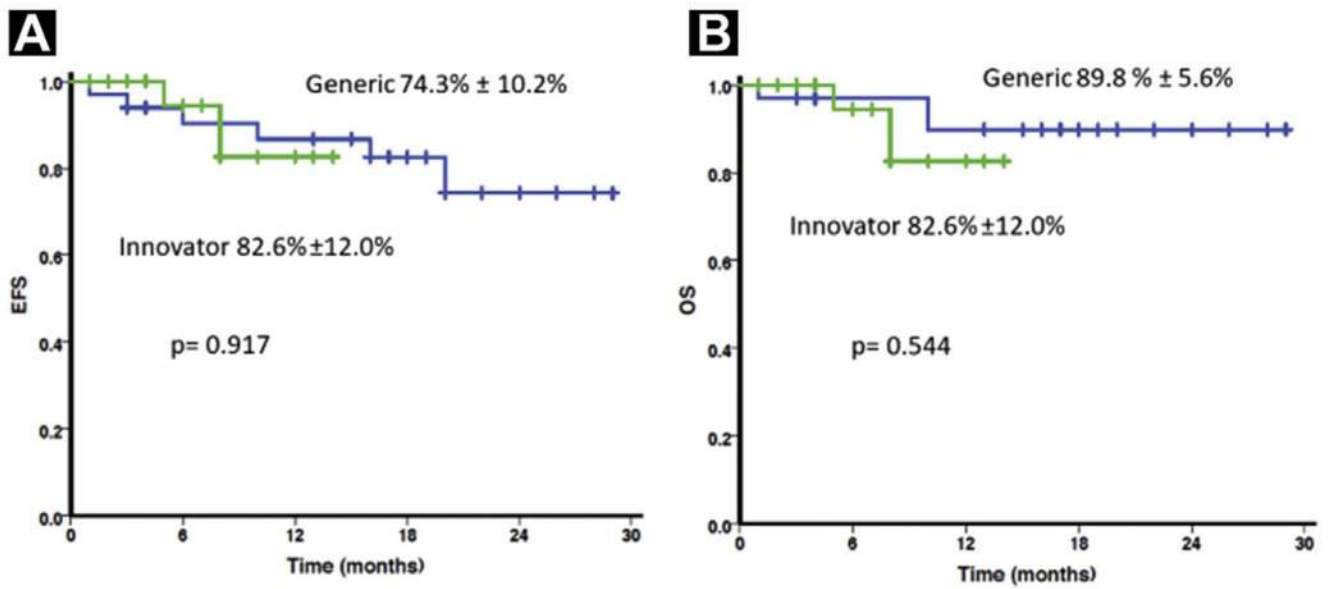 A
1.0
0.8
0.6
0.4
0.2
0.0
EFS
Generic 74.3% ± 10.2%
Innovator 82.6%±12.0%
p= 0.917
0 6 12 18 24 30
Time (months)
B
1.0
0.8
0.6
0.4
0.2
0.0
OS
Generic 89.8 % ± 5.6%
Innovator 82.6%±12.0%
p= 0.544
0 6 12 18 24 30
Time (months)